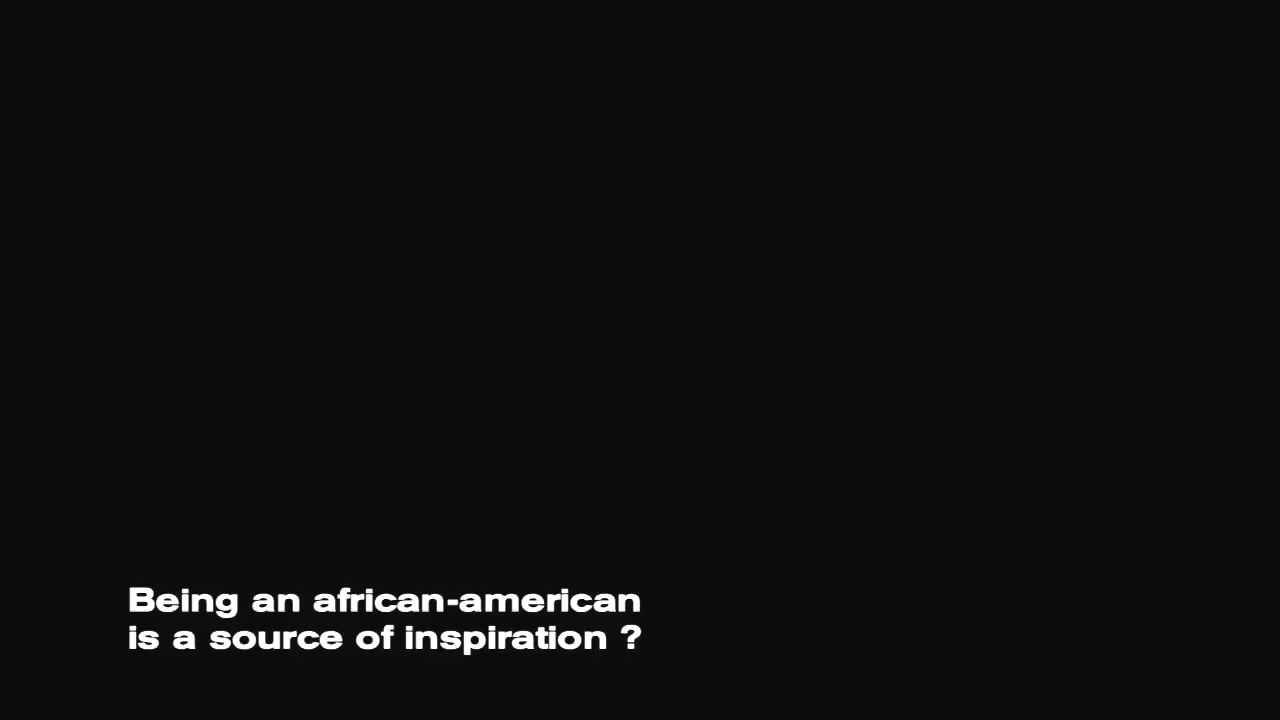 Being an african-american
is a source of inspiration ?